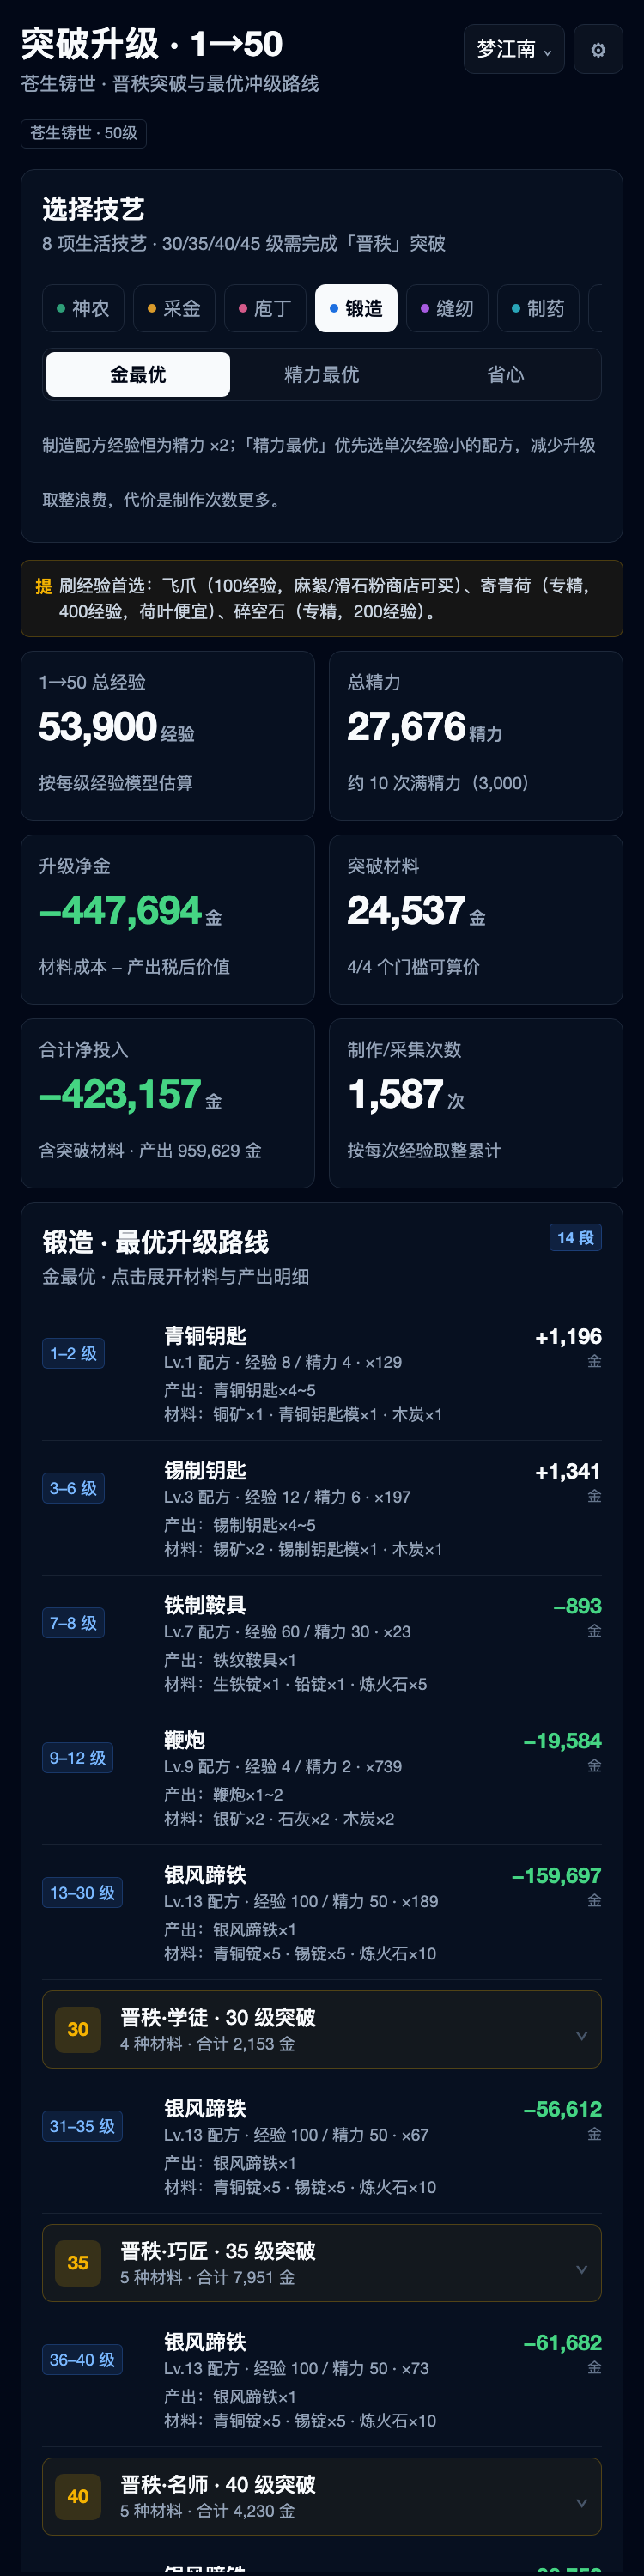 突破升级 · 1→50
梦江南
苍生铸世 · 晋秩突破与最优冲级路线
苍生铸世 · 50级
选择技艺
8 项生活技艺 · 30/35/40/45 级需完成「晋秩」突破
神农
采金
庖丁
锻造
缝纫
制药
金最优
精力最优
省心
制造配方经验恒为精力 ×2；「精力最优」优先选单次经验小的配方，减少升级
取整浪费，代价是制作次数更多。
提 刷经验首选：飞爪（100经验，麻絮/滑石粉商店可买）、寄青荷（专精，
400经验，荷叶便宜）、碎空石（专精，200经验）。
1→50 总经验
53,900 经验
按每级经验模型估算
总精力
27,676 精力
约 10 次满精力（3,000）
升级净金
−447,694 金
材料成本 − 产出税后价值
突破材料
24,537 金
4/4 个门槛可算价
合计净投入
−423,157 金
含突破材料 · 产出 959,629 金
制作/采集次数
1,587 次
按每次经验取整累计
锻造 · 最优升级路线
14 段
金最优 · 点击展开材料与产出明细
1–2 级
青铜钥匙
+1,196
Lv.1 配方 · 经验 8 / 精力 4 · ×129
金
产出：青铜钥匙×4~5
材料：铜矿×1 · 青铜钥匙模×1 · 木炭×1
3–6 级
锡制钥匙
+1,341
Lv.3 配方 · 经验 12 / 精力 6 · ×197
金
产出：锡制钥匙×4~5
材料：锡矿×2 · 锡制钥匙模×1 · 木炭×1
7–8 级
铁制鞍具
−893
Lv.7 配方 · 经验 60 / 精力 30 · ×23
金
产出：铁纹鞍具×1
材料：生铁锭×1 · 铅锭×1 · 炼火石×5
9–12 级
鞭炮
−19,584
Lv.9 配方 · 经验 4 / 精力 2 · ×739
金
产出：鞭炮×1~2
材料：银矿×2 · 石灰×2 · 木炭×2
13–30 级
银风蹄铁
−159,697
Lv.13 配方 · 经验 100 / 精力 50 · ×189
金
产出：银风蹄铁×1
材料：青铜锭×5 · 锡锭×5 · 炼火石×10
30
晋秩·学徒 · 30 级突破
4 种材料 · 合计 2,153 金
31–35 级
银风蹄铁
−56,612
Lv.13 配方 · 经验 100 / 精力 50 · ×67
金
产出：银风蹄铁×1
材料：青铜锭×5 · 锡锭×5 · 炼火石×10
35
晋秩·巧匠 · 35 级突破
5 种材料 · 合计 7,951 金
36–40 级
银风蹄铁
−61,682
Lv.13 配方 · 经验 100 / 精力 50 · ×73
金
产出：银风蹄铁×1
材料：青铜锭×5 · 锡锭×5 · 炼火石×10
40
晋秩·名师 · 40 级突破
5 种材料 · 合计 4,230 金